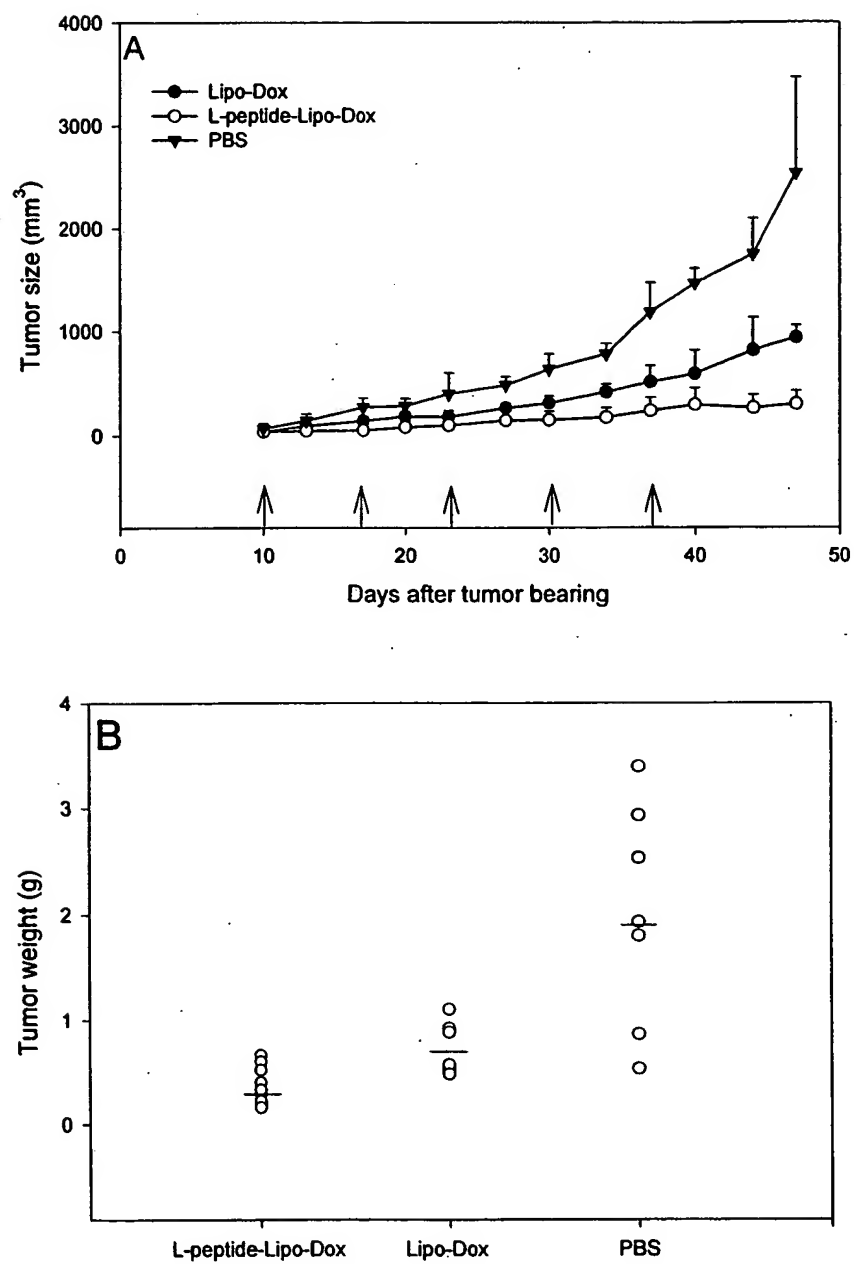 4000
A
Lipo-Dox
L-peptide-Lipo-Dox
PBS
3000
2000
1000
0
Tumor size (mm³)
0 10 20 30 40 50
Days after tumor bearing
4
B
3
2
1
0
Tumor weight (g)
L-peptide-Lipo-Dox Lipo-Dox PBS